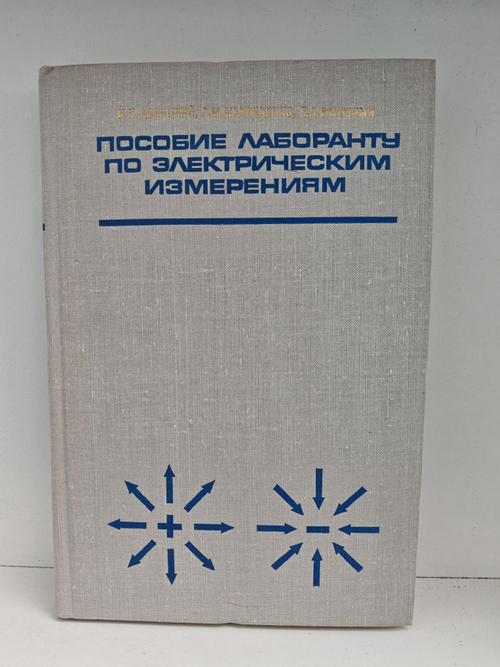 ПОСОБИЕ ЛАБОРАНТУ
ПО ЭЛЕКТРИЧЕСКИМ
ИЗМЕРЕНИЯМ
+ −